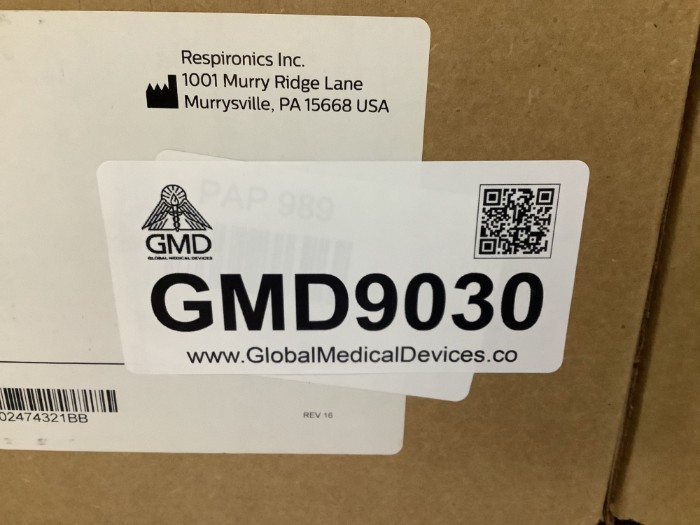 Respironics Inc.
1001 Murry Ridge Lane
Murrysville, PA 15668 USA
PAP 989
GMD
GLOBAL MEDICAL DEVICES
GMD9030
www.GlobalMedicalDevices.co
02474321BB
REV 16